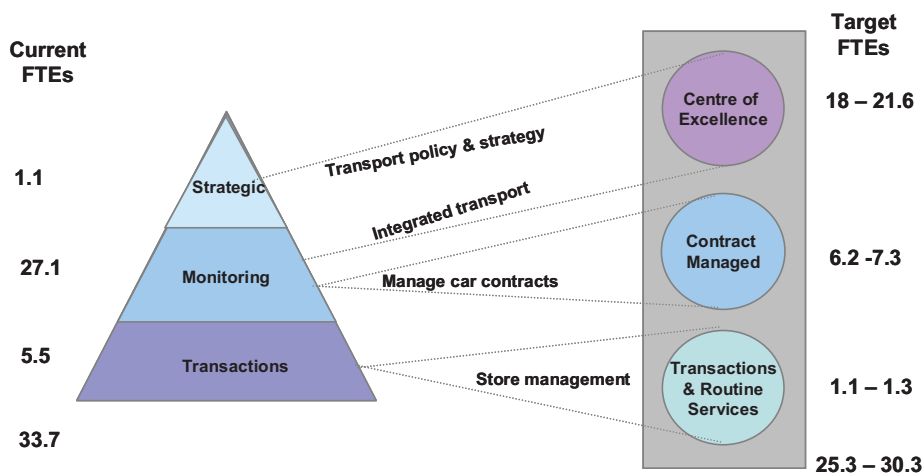 Current
FTEs
1.1
27.1
5.5
33.7
Strategic
Monitoring
Transactions
Transport policy & strategy
Integrated transport
Manage car contracts
Store management
Centre of
Excellence
Contract
Managed
Transactions
& Routine
Services
Target
FTEs
18 – 21.6
6.2 -7.3
1.1 – 1.3
25.3 – 30.3